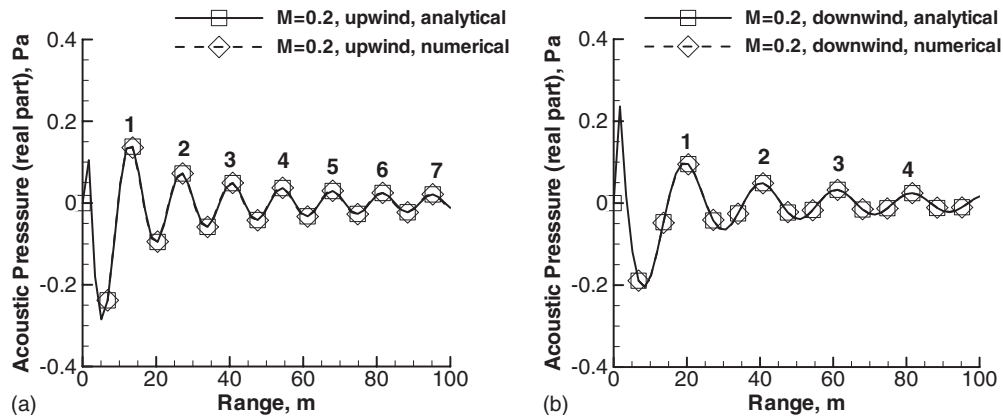 M=0.2, upwind, analytical
M=0.2, upwind, numerical
Acoustic Presssure (real part), Pa
0.4
0.2
0
-0.2
-0.4
1
2
3
4
5
6
7
0 20 40 60 80 100
Range, m
(a)
M=0.2, downwind, analytical
M=0.2, downwind, numerical
Acoustic Presssure (real part), Pa
0.4
0.2
0
-0.2
-0.4
1
2
3
4
0 20 40 60 80 100
Range, m
(b)